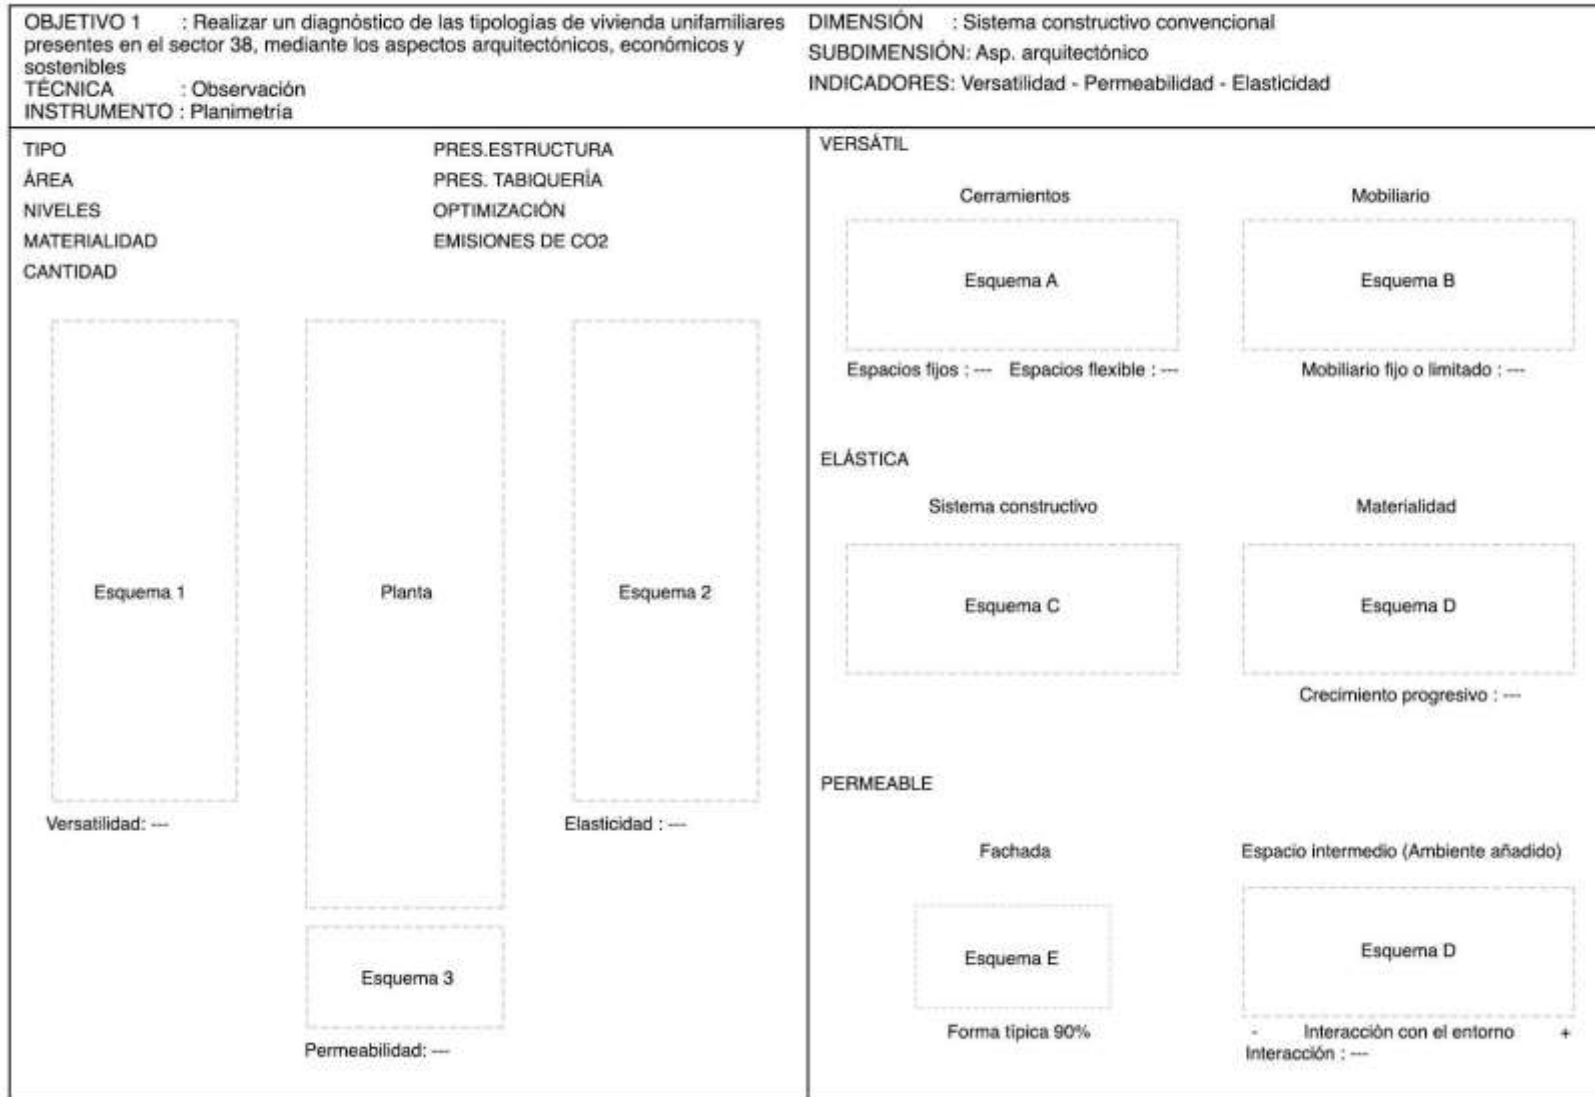 OBJETIVO 1 : Realizar un diagnóstico de las tipologías de vivienda unifamiliares
presentes en el sector 38, mediante los aspectos arquitectónicos, económicos y
sostenibles
TÉCNICA : Observación
INSTRUMENTO : Planimetría
DIMENSIÓN : Sistema constructivo convencional
SUBDIMENSIÓN: Asp. arquitectónico
INDICADORES: Versatilidad - Permeabilidad - Elasticidad
TIPO
ÁREA
NIVELES
MATERIALIDAD
CANTIDAD
PRES.ESTRUCTURA
PRES. TABIQUERÍA
OPTIMIZACIÓN
EMISIONES DE CO2
Esquema 1
Versatilidad: ---
Planta
Esquema 2
Elasticidad : ---
Esquema 3
Permeabilidad: ---
VERSÁTIL
Cerramientos
Esquema A
Espacios fijos : --- Espacios flexible : ---
Mobiliario
Esquema B
Mobiliario fijo o limitado : ---
ELÁSTICA
Sistema constructivo
Esquema C
Materialidad
Esquema D
Crecimiento progresivo : ---
PERMEABLE
Fachada
Esquema E
Forma típica 90%
Espacio intermedio (Ambiente añadido)
Esquema D
- Interacción con el entorno +
Interacción : ---